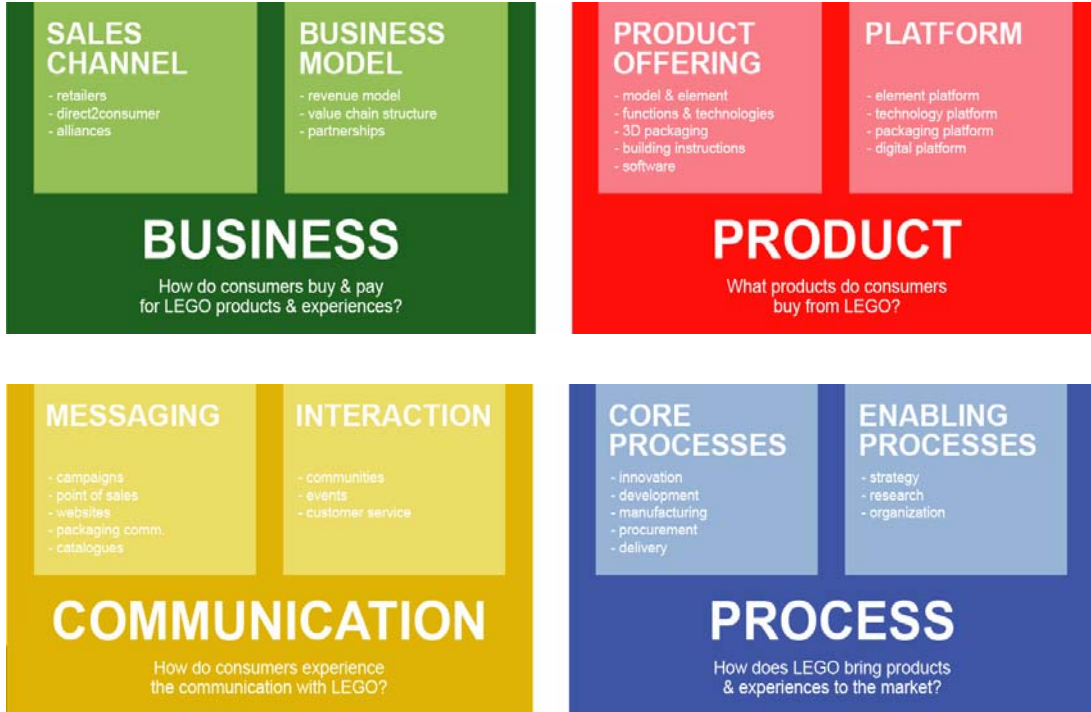 SALES
CHANNEL
- retailers
- direct2consumer
- alliances
BUSINESS
MODEL
- revenue model
- value chain structure
- partnerships
BUSINESS
How do consumers buy & pay
for LEGO products & experiences?
PRODUCT
OFFERING
- model & element
- functions & technologies
- 3D packaging
- building instructions
- software
PLATFORM
- element platform
- technology platform
- packaging platform
- digital platform
PRODUCT
What products do consumers
buy from LEGO?
MESSAGING
- campaigns
- point of sales
- websites
- packaging comm.
- catalogues
INTERACTION
- communities
- events
- customer service
COMMUNICATION
How do consumers experience
the communication with LEGO?
CORE
PROCESSES
- innovation
- development
- manufacturing
- procurement
- delivery
ENABLING
PROCESSES
- strategy
- research
- organization
PROCESS
How does LEGO bring products
& experiences to the market?